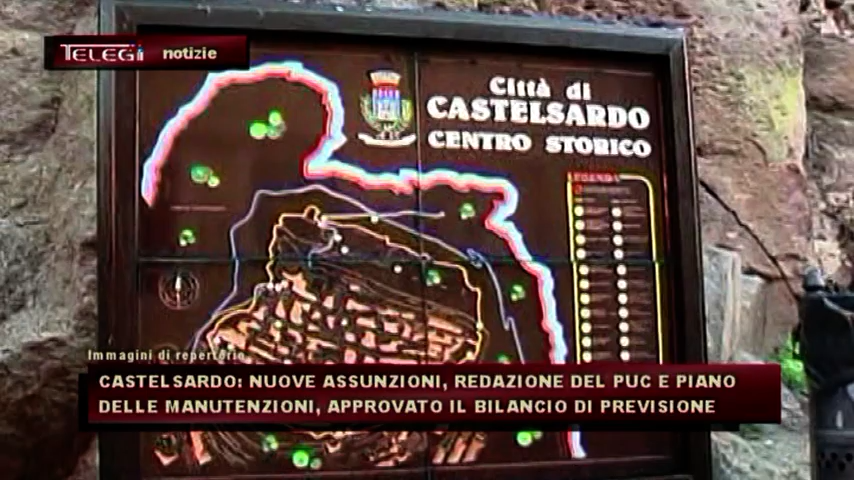 TELEGI notizie
Città di
CASTELSARDO
CENTRO STORICO
Immagini di repertorio
CASTELSARDO: NUOVE ASSUNZIONI, REDAZIONE DEL PUC E PIANO
DELLE MANUTENZIONI, APPROVATO IL BILANCIO DI PREVISIONE